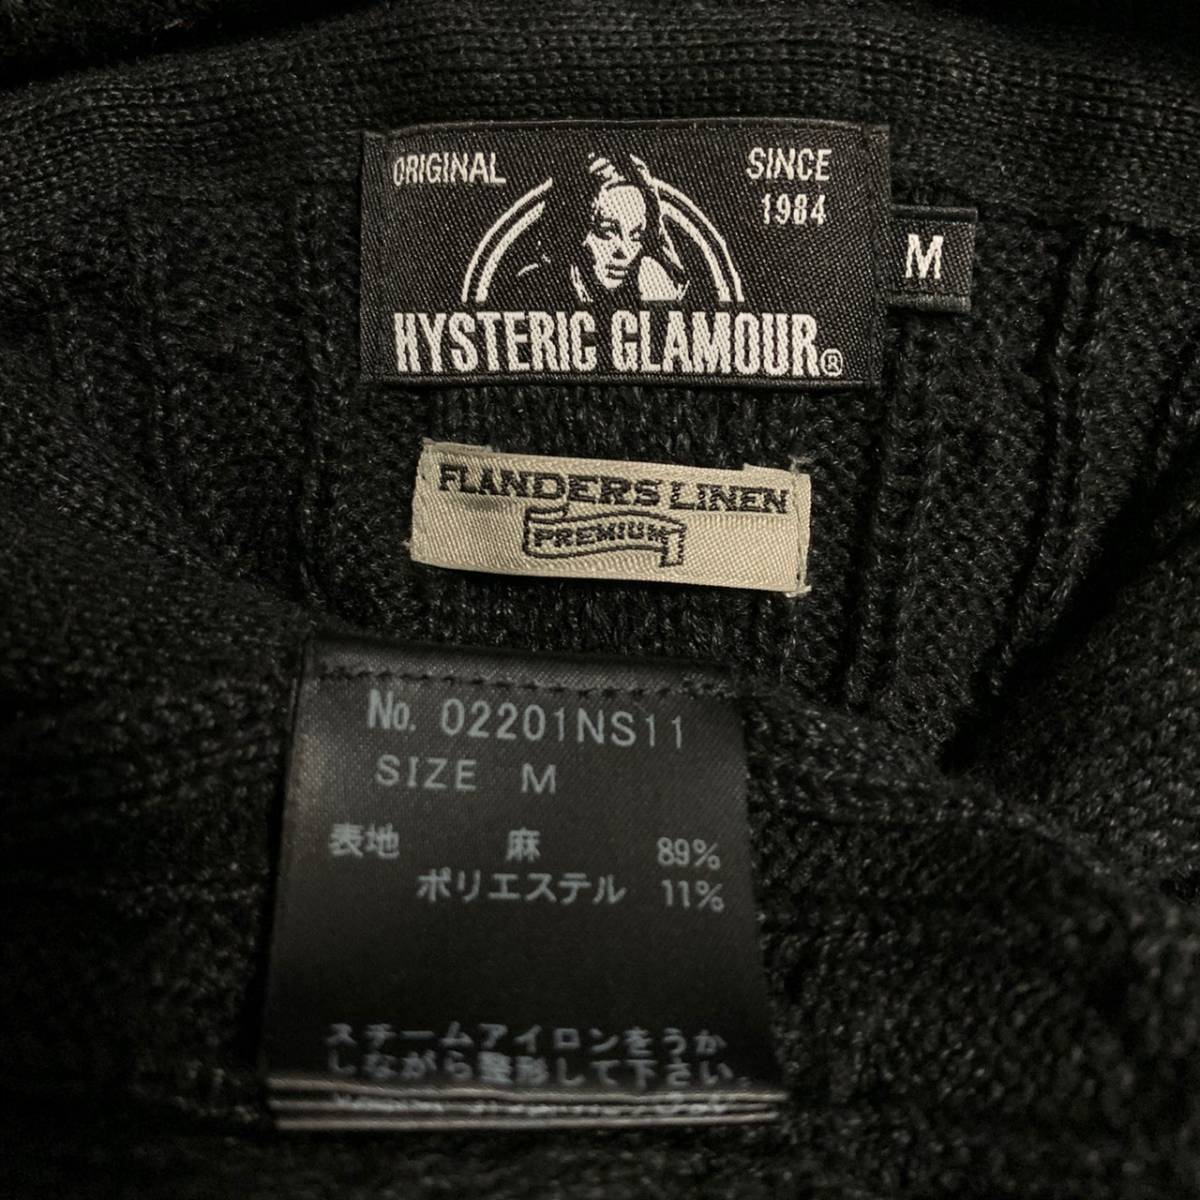 ORIGINAL
SINCE
1984
M
HYSTERIC GLAMOUR®
FLANDERS LINEN
PREMIUM
No. 02201NS11
SIZE M
表地 麻 89%
ポリエステル 11%
スチームアイロンをうか
しながら整形して下さい。